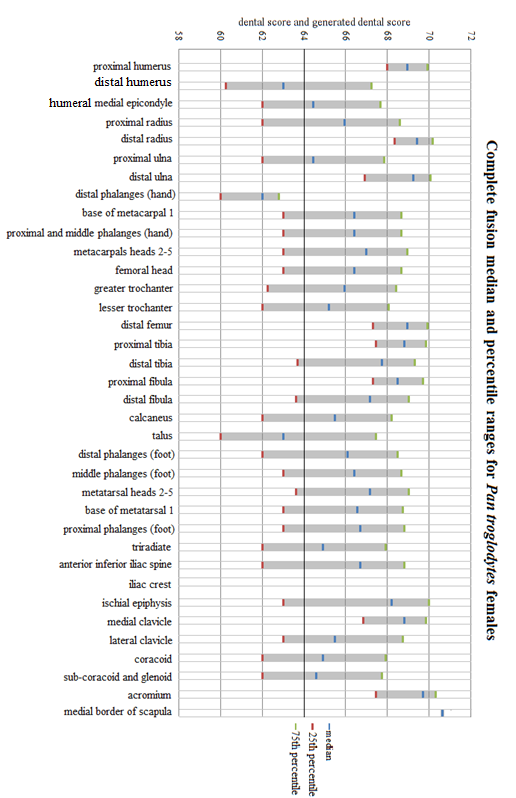 dental score and generated dental score
58 60 62 64 66 68 70 72
proximal humerus
distal humerus
humeral medial epicondyle
proximal radius
distal radius
proximal ulna
distal ulna
distal phalanges (hand)
base of metacarpal 1
proximal and middle phalanges (hand)
metacarpals heads 2-5
femoral head
greater trochanter
lesser trochanter
distal femur
proximal tibia
distal tibia
proximal fibula
distal fibula
calcaneus
talus
distal phalanges (foot)
middle phalanges (foot)
metatarsal heads 2-5
base of metatarsal 1
proximal phalanges (foot)
triradiate
anterior inferior iliac spine
iliac crest
ischial epiphysis
medial clavicle
lateral clavicle
coracoid
sub-coracoid and glenoid
acromium
medial border of scapula
Complete fusion median and percentile ranges for Pan troglodytes females
median
25th percentile
75th percentile